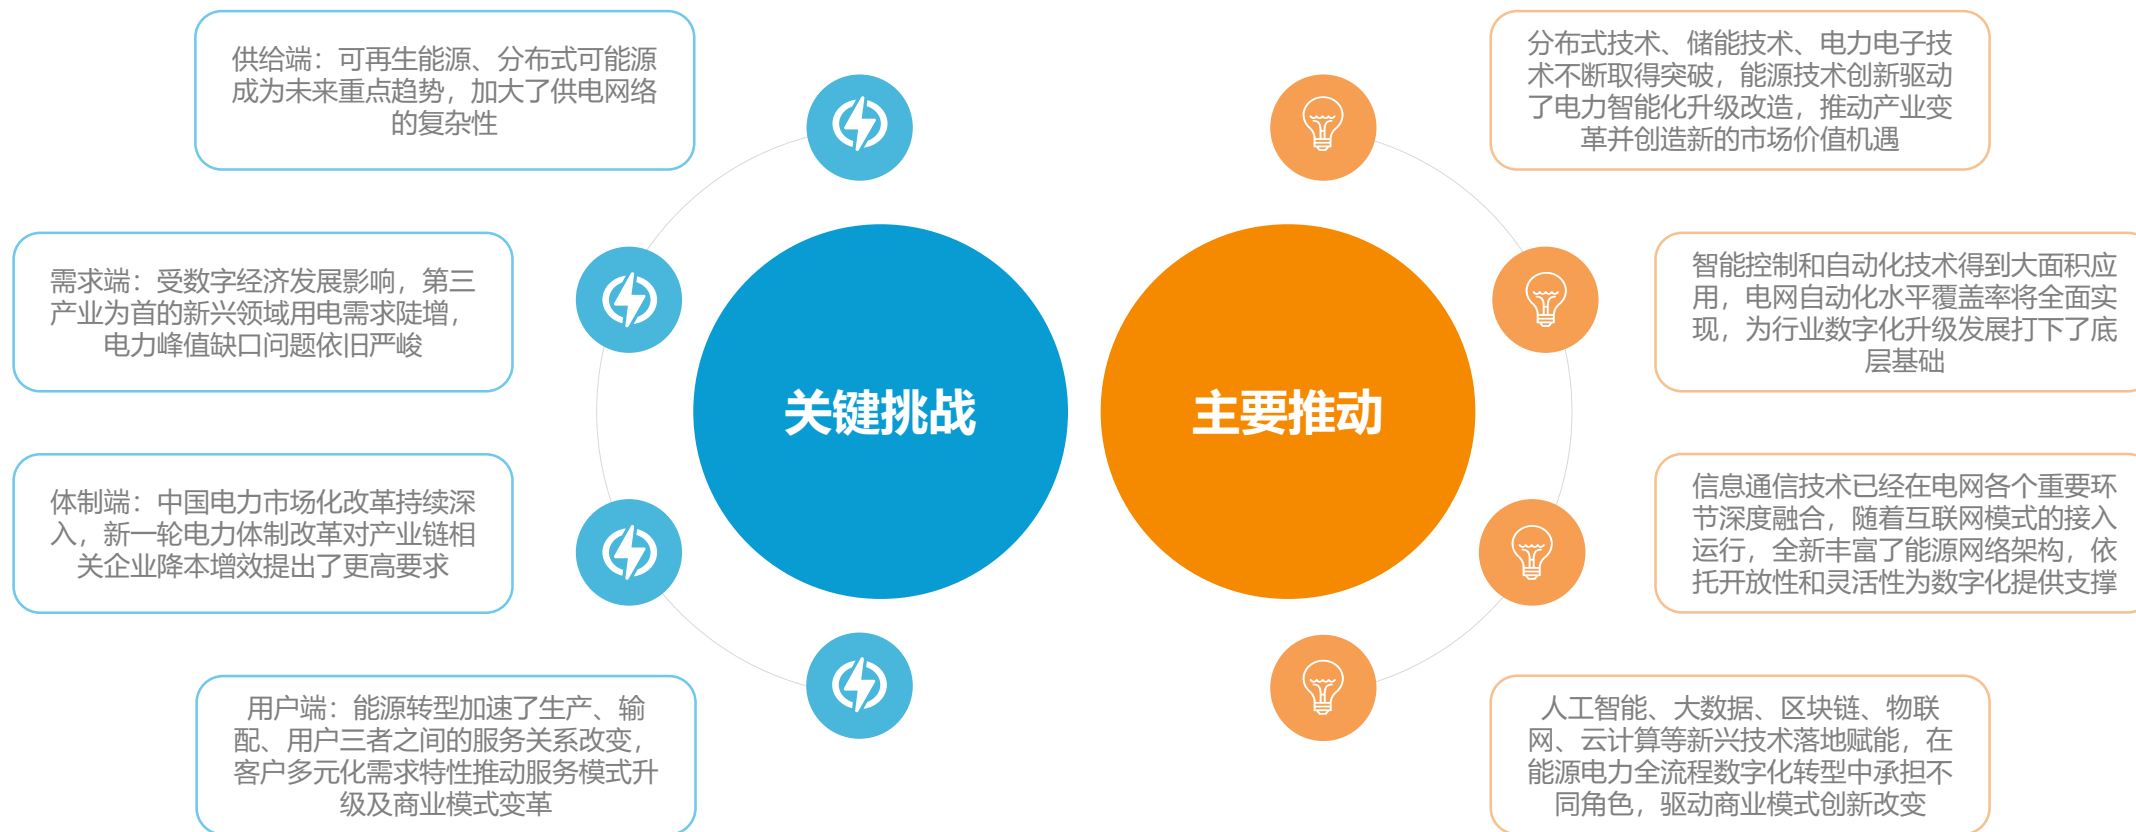 供给端：可再生能源、分布式可能源
成为未来重点趋势，加大了供电网络
的复杂性
需求端：受数字经济发展影响，第三
产业为首的新兴领域用电需求陡增，
电力峰值缺口问题依旧严峻
体制端：中国电力市场化改革持续深
入，新一轮电力体制改革对产业链相
关企业降本增效提出了更高要求
用户端：能源转型加速了生产、输
配、用户三者之间的服务关系改变，
客户多元化需求特性推动服务模式升
级及商业模式变革
关键挑战
主要推动
分布式技术、储能技术、电力电子技
术不断取得突破，能源技术创新驱动
了电力智能化升级改造，推动产业变
革并创造新的市场价值机遇
智能控制和自动化技术得到大面积应
用，电网自动化水平覆盖率将全面实
现，为行业数字化升级发展打下了底
层基础
信息通信技术已经在电网各个重要环
节深度融合，随着互联网模式的接入
运行，全新丰富了能源网络架构，依
托开放性和灵活性为数字化提供支撑
人工智能、大数据、区块链、物联
网、云计算等新兴技术落地赋能，在
能源电力全流程数字化转型中承担不
同角色，驱动商业模式创新改变